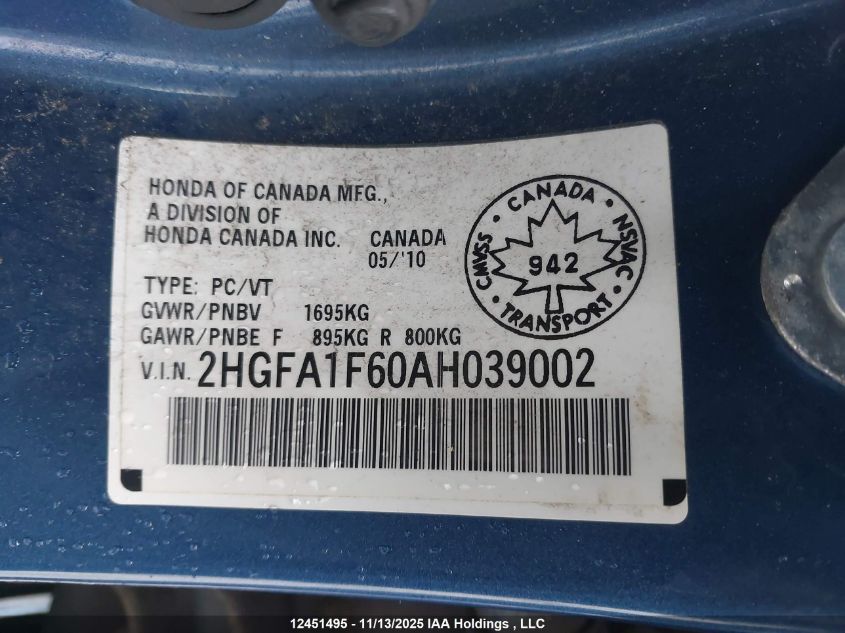 HONDA OF CANADA MFG.,
A DIVISION OF
HONDA CANADA INC. CANADA
05/'10
TYPE: PC/VT
GVWR/PNBV 1695KG
GAWR/PNBE F 895KG R 800KG
V.I.N. 2HGFA1F60AH039002
CMVSS • CANADA • NSVAC • TRANSPORT •
942
12451495 - 11/13/2025 IAA Holdings, LLC